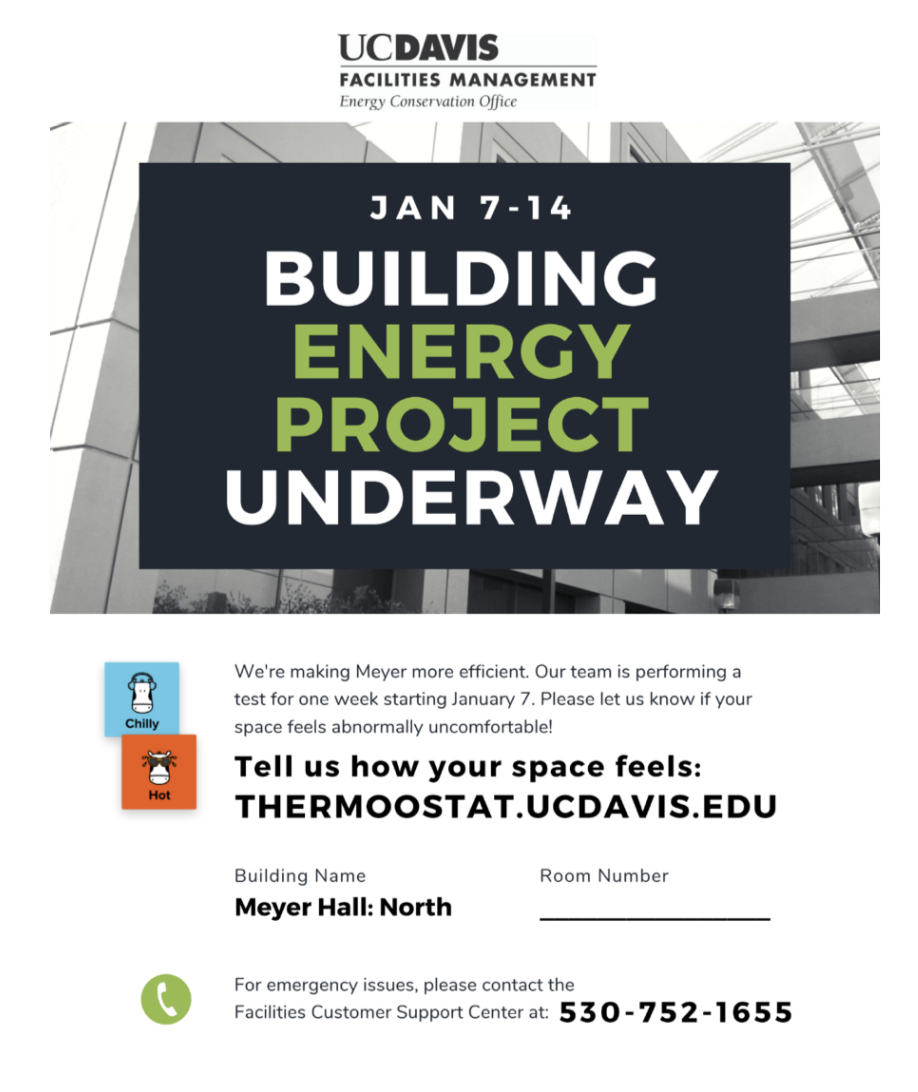 UCDAVIS
FACILITIES MANAGEMENT
Energy Conservation Office
JAN 7-14
BUILDING
ENERGY
PROJECT
UNDERWAY
We're making Meyer more efficient. Our team is performing a
test for one week starting January 7. Please let us know if your
space feels abnormally uncomfortable!
Chilly
Hot
Tell us how your space feels:
THERMOOSTAT.UCDAVIS.EDU
Building Name
Meyer Hall: North
Room Number
For emergency issues, please contact the
Facilities Customer Support Center at: 530-752-1655